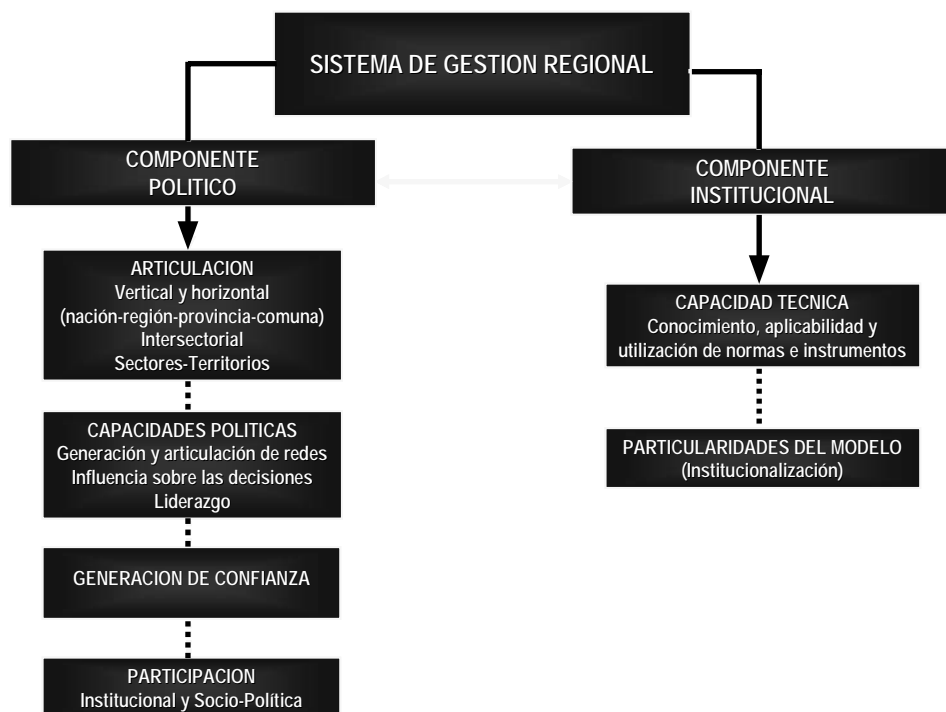 SISTEMA DE GESTION REGIONAL
COMPONENTE
POLITICO
COMPONENTE
INSTITUCIONAL
ARTICULACION
Vertical y horizontal
(nación-región-provincia-comuna)
Intersectorial
Sectores-Territorios
CAPACIDAD TECNICA
Conocimiento, aplicabilidad y
utilización de normas e instrumentos
CAPACIDADES POLITICAS
Generación y articulación de redes
Influencia sobre las decisiones
Liderazgo
PARTICULARIDADES DEL MODELO
(Institucionalización)
GENERACION DE CONFIANZA
PARTICIPACION
Institucional y Socio-Política